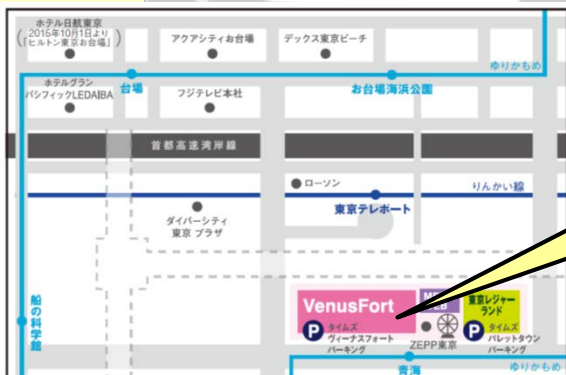 ホテル日航東京
(2015年10月1日より
『ヒルトン東京お台場』)
アクアシティお台場
デックス東京ビーチ
ゆりかもめ
ホテルグラン
パシフィックLEDAIBA
台場
フジテレビ本社
お台場海浜公園
首都高速湾岸線
ローソン
りんかい線
東京テレポート
ダイバーシティ
東京 プラザ
船の科学館
VenusFort
東京レジャー
ランド
P タイムズ
ヴィーナスフォート
パーキング
ZEPP東京
P タイムズ
パレットタウン
パーキング
青海
ゆりかもめ